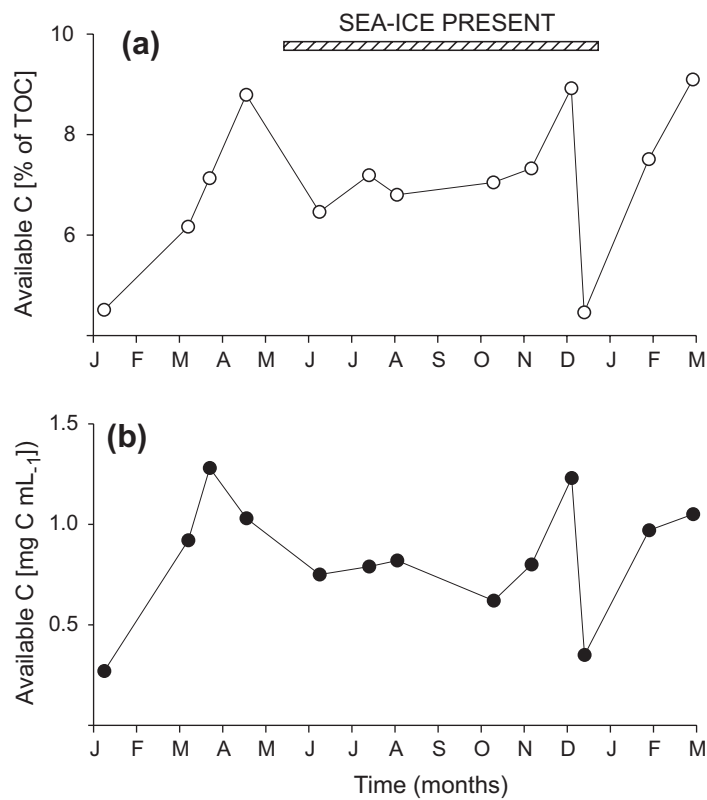 SEA-ICE PRESENT
(a)
Available C [% of TOC]
10
8
6
J F M A M J J A S O N D J F M
(b)
Available C [mg C mL-1])
1.5
1.0
0.5
J F M A M J J A S O N D J F M
Time (months)